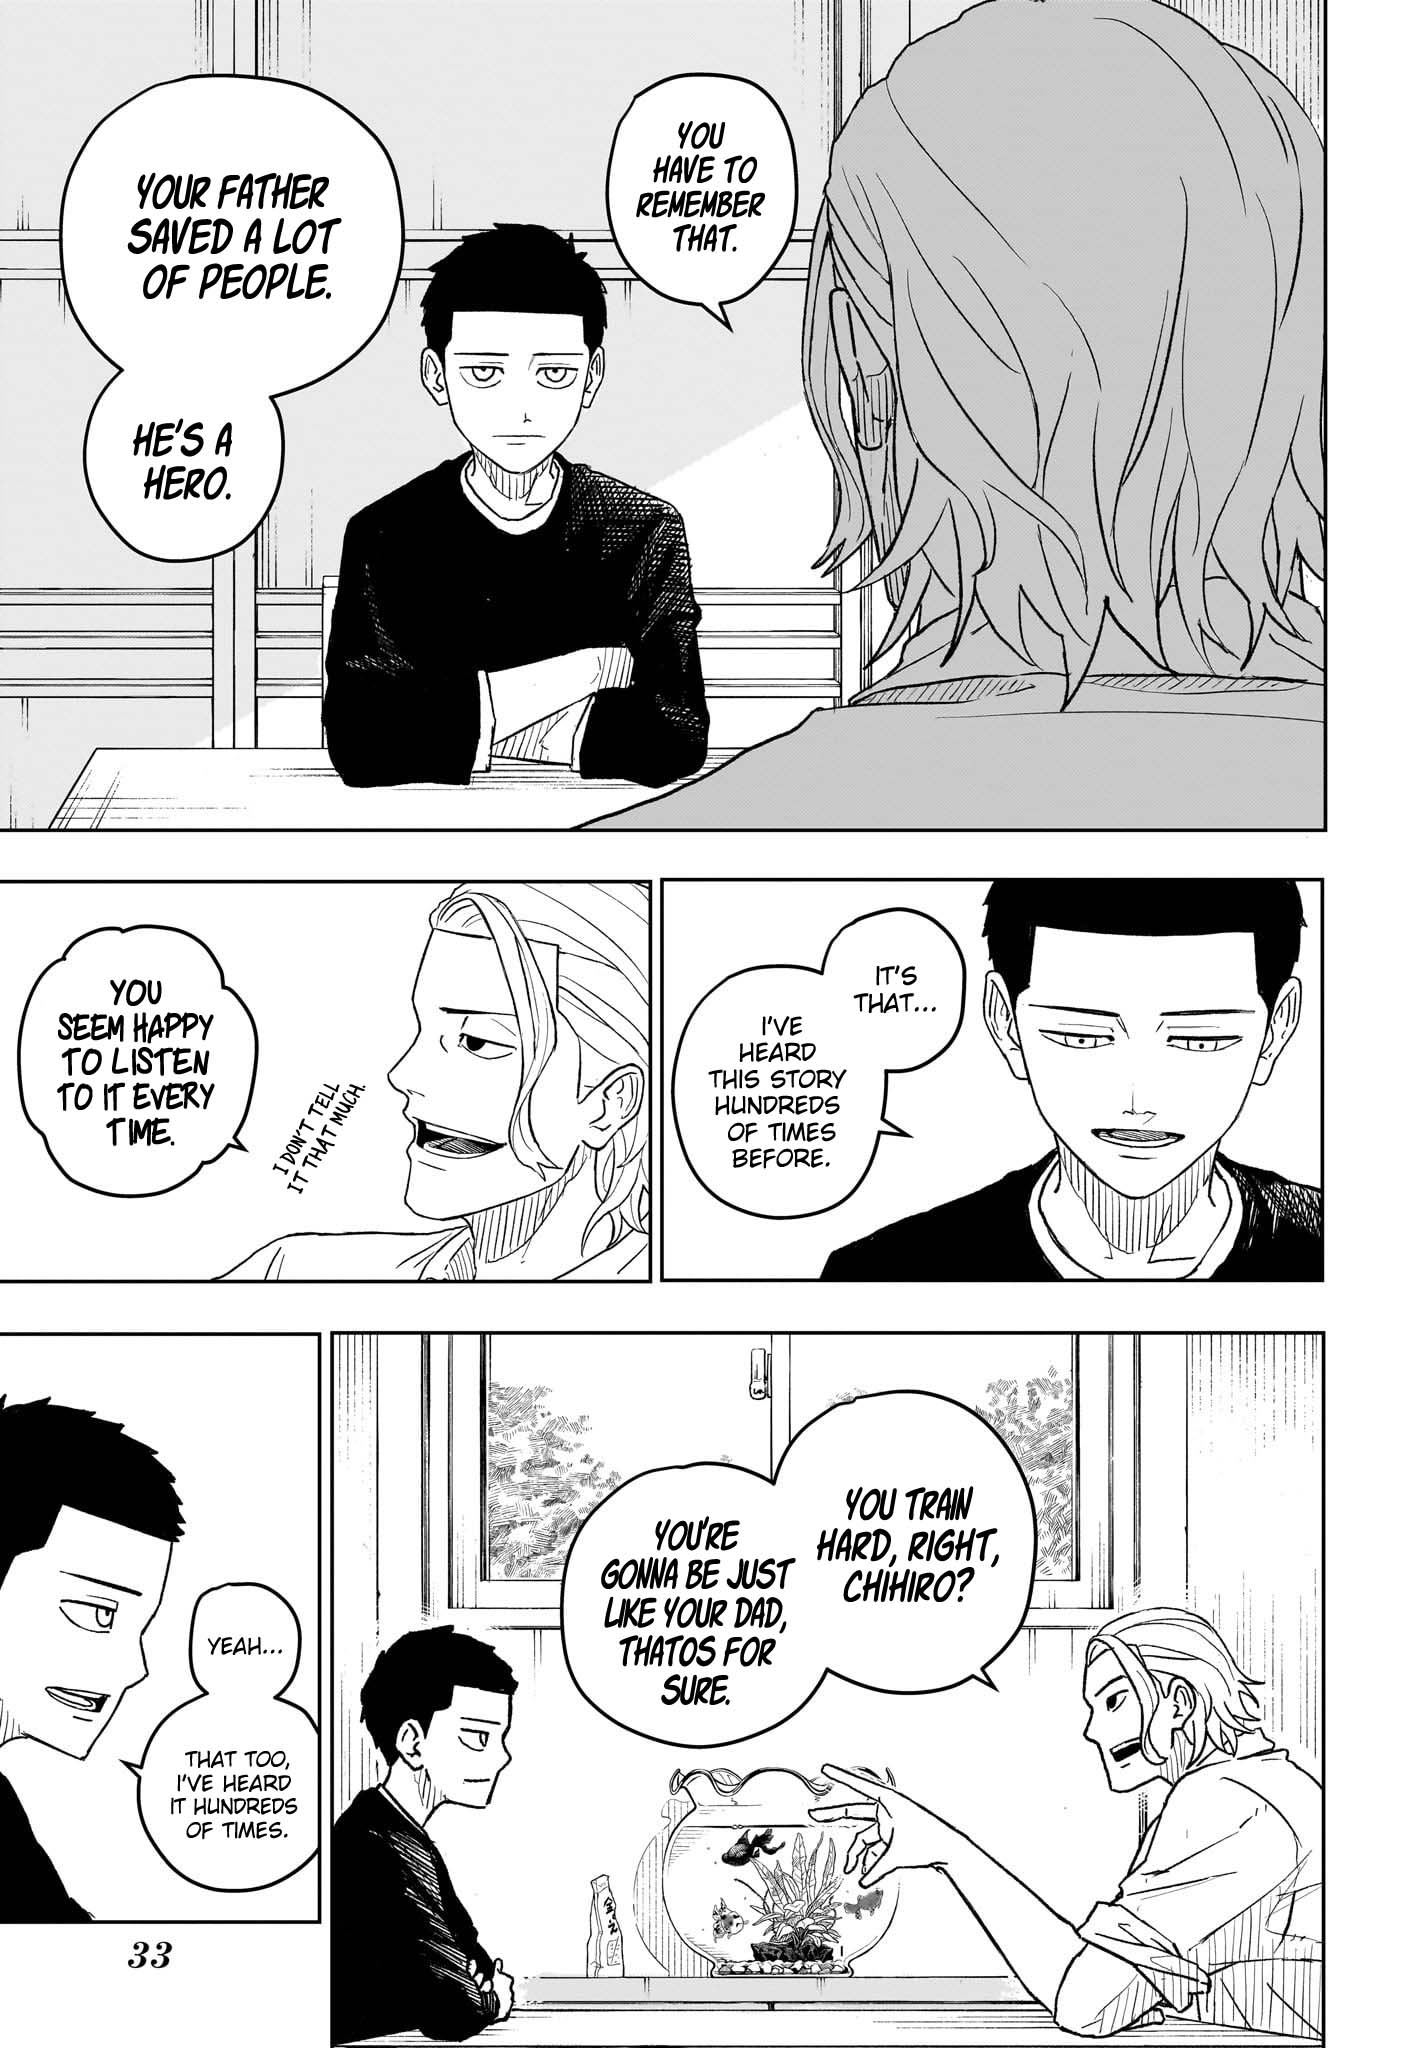 YOU
HAVE TO
REMEMBER
THAT.
YOUR FATHER
SAVED A LOT
OF PEOPLE.
HE'S A
HERO.
IT'S
THAT...
I'VE
HEARD
THIS STORY
HUNDREDS
OF TIMES
BEFORE.
I DON'T TELL
IT THAT MUCH.
YOU
SEEM HAPPY
TO LISTEN
TO IT EVERY
TIME.
YOU TRAIN
HARD, RIGHT,
CHIHIRO?
YOU'RE
GONNA BE JUST
LIKE YOUR DAD,
THATOS FOR
SURE.
YEAH...
THAT TOO,
I'VE HEARD
IT HUNDREDS
OF TIMES.
33